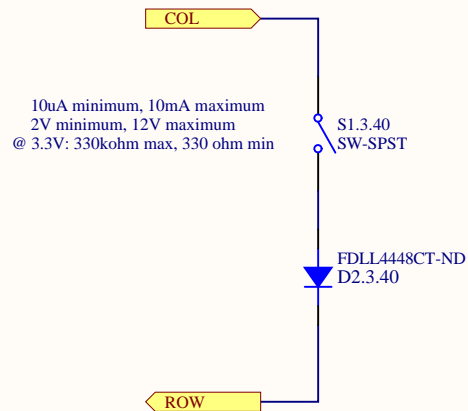 COL
10uA minimum, 10mA maximum
2V minimum, 12V maximum
@ 3.3V: 330kohm max, 330 ohm min
S1.3.40
SW-SPST
FDLL4448CT-ND
D2.3.40
ROW